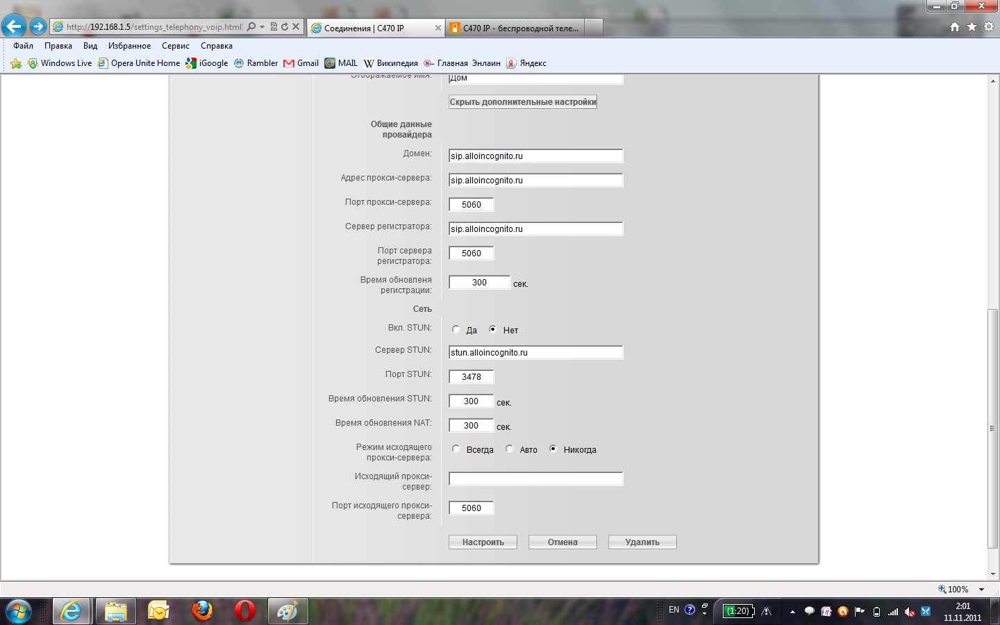 http://192.168.1.5/settings_telephony_voip.html
Соединения | C470 IP
C470 IP - беспроводной теле...
Файл Правка Вид Избранное Сервис Справка
Windows Live Opera Unite Home iGoogle Rambler Gmail MAIL Википедия Главная Энлаин Яндекс
Отображаемое имя: Дом
Скрыть дополнительные настройки
Общие данные
провайдера
Домен: sip.alloincognito.ru
Адрес прокси-сервера: sip.alloincognito.ru
Порт прокси-сервера: 5060
Сервер регистратора: sip.alloincognito.ru
Порт сервера
регистратора: 5060
Время обновленя
регистрации: 300 сек.
Сеть
Вкл. STUN: Да Нет
Сервер STUN: stun.alloincognito.ru
Порт STUN: 3478
Время обновления STUN: 300 сек.
Время обновления NAT: 300 сек.
Режим исходящего
прокси-сервера: Всегда Авто Никогда
Исходящий прокси-
сервер:
Порт исходящего прокси-
сервера: 5060
Настроить Отмена Удалить
100%
EN (1:20) 2:01
11.11.2011